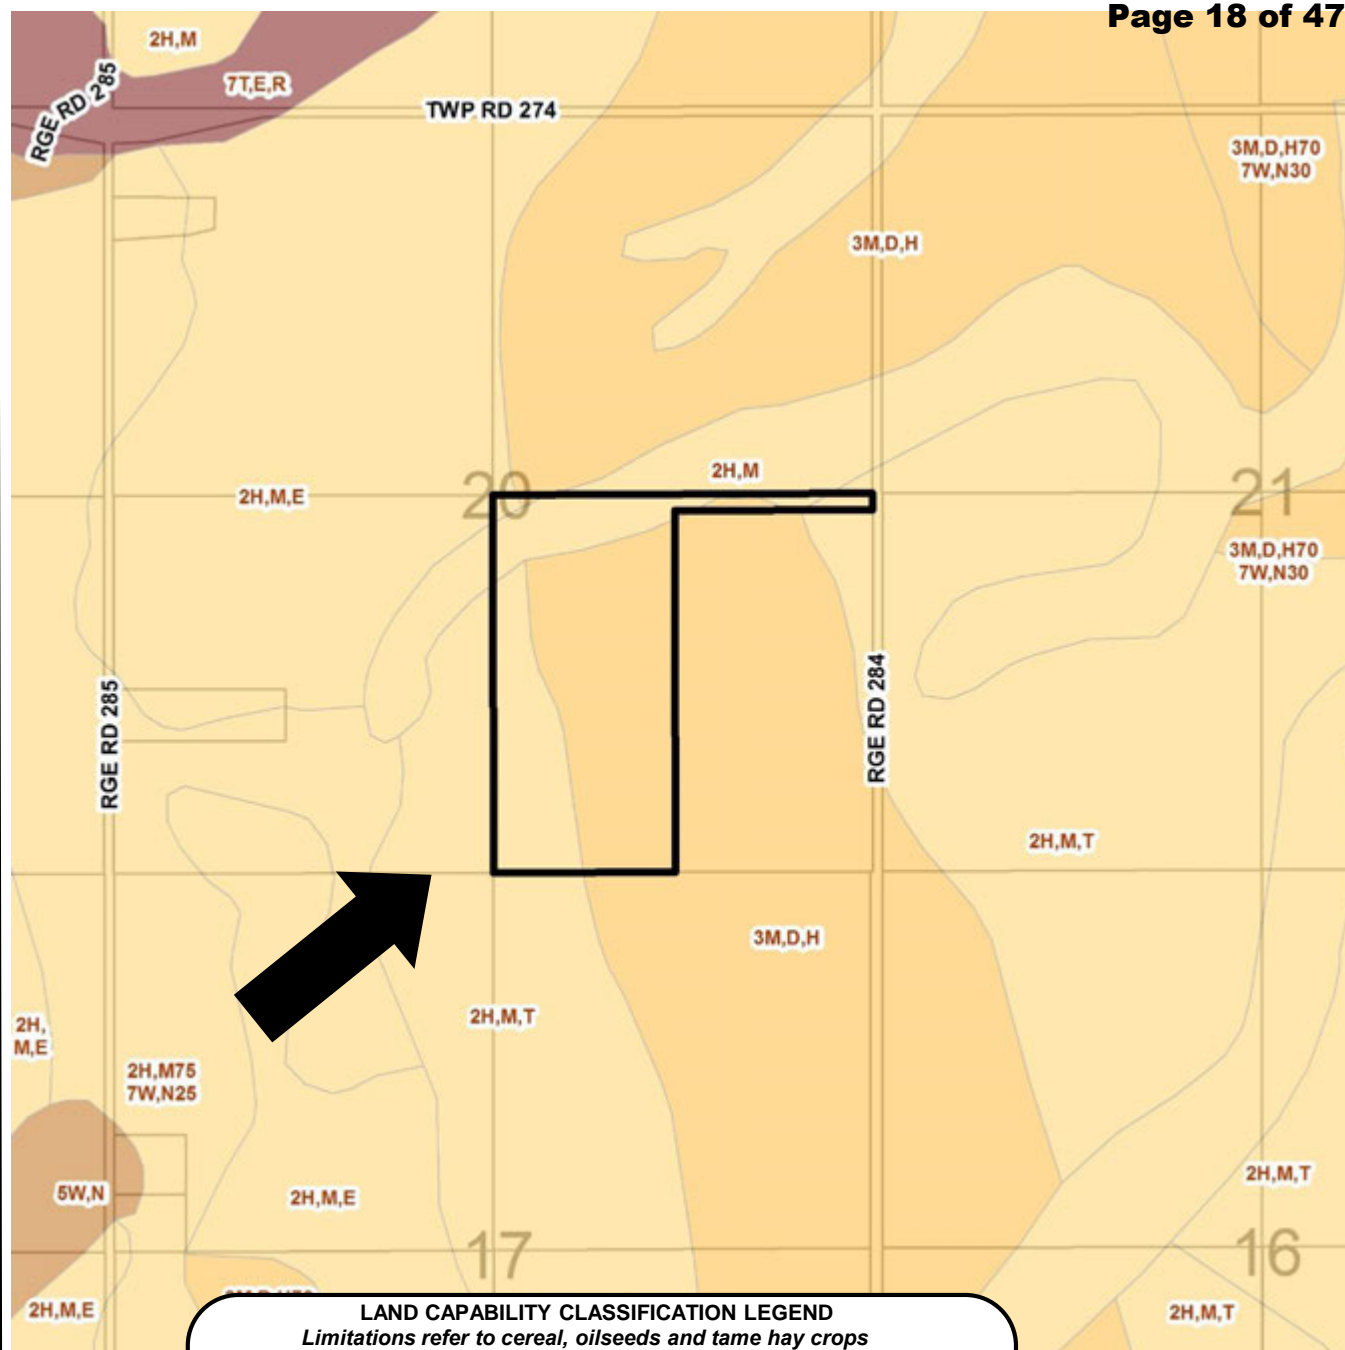 Page 18 of 47
2H,M
7T,E,R
RGE RD 285
TWP RD 274
3M,D,H70
7W,N30
3M,D,H
2H,M
20
21
2H,M,E
3M,D,H70
7W,N30
RGE RD 285
RGE RD 284
2H,M,T
3M,D,H
2H,M,T
2H,
M,E
2H,M75
7W,N25
5W,N
2H,M,E
2H,M,T
17
16
2H,M,E
2H,M,T
LAND CAPABILITY CLASSIFICATION LEGEND
Limitations refer to cereal, oilseeds and tame hay crops